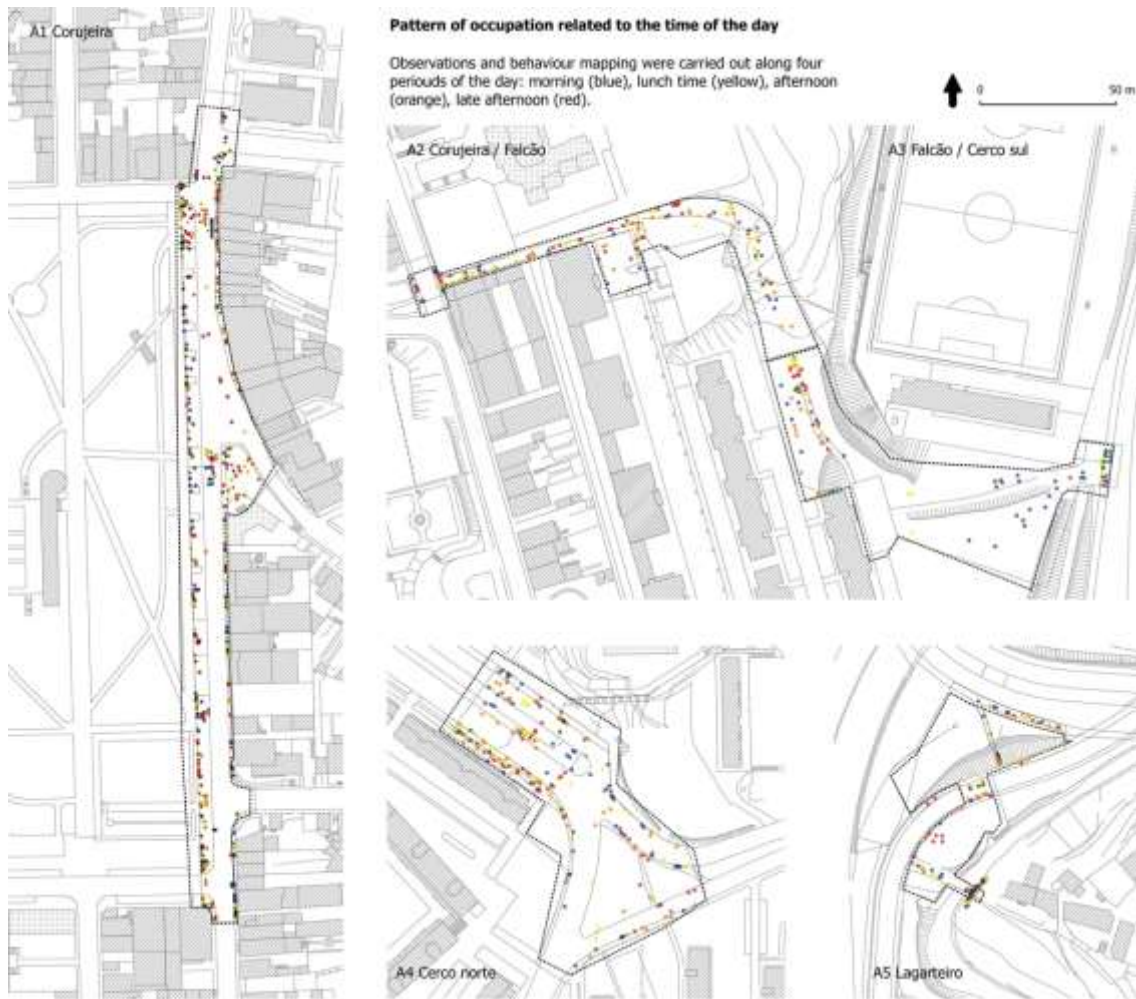 A1 Corujeira
Pattern of occupation related to the time of the day
Observations and behaviour mapping were carried out along four
periouds of the day: morning (blue), lunch time (yellow), afternoon
(orange), late afternoon (red).
0 90 m
A2 Corujeira / Falcão
A3 Falcão / Cerco sul
A4 Cerco norte
A5 Lagarteiro